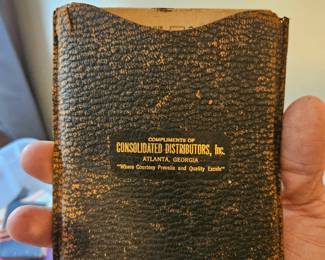 COMPLIMENTS OF
CONSOLIDATED DISTRIBUTORS, Inc.
ATLANTA, GEORGIA
"Where Courtesy Prevails and Quality Excels"